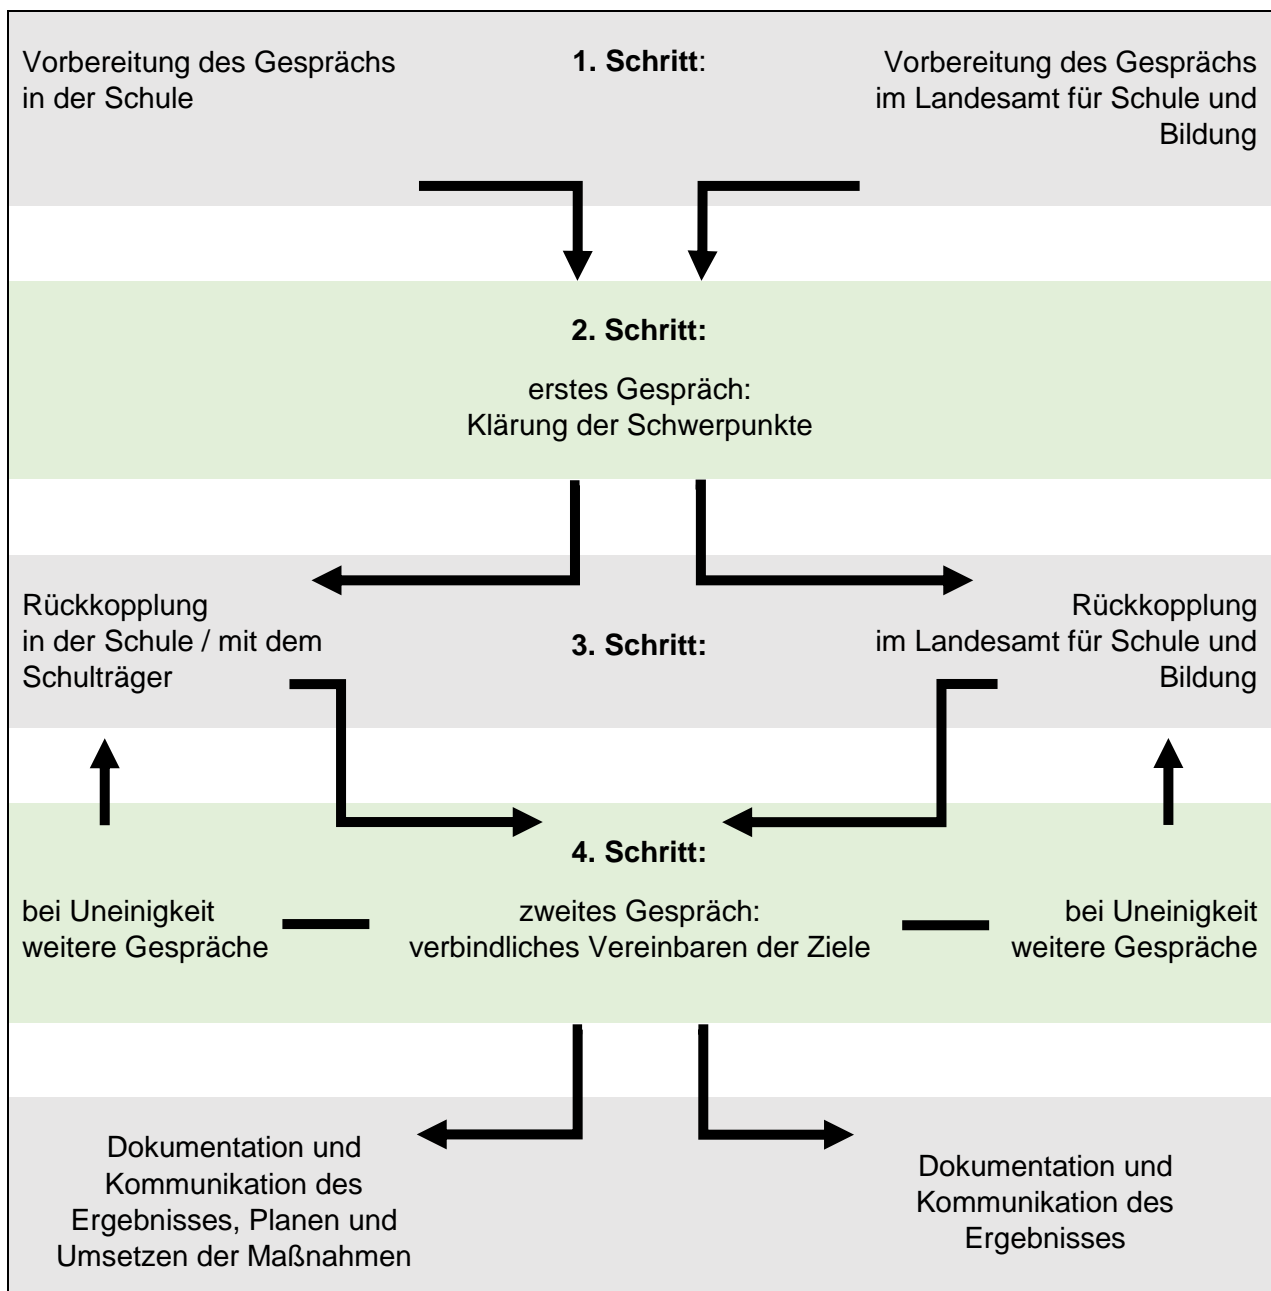 Vorbereitung des Gesprächs
in der Schule
1. Schritt:
Vorbereitung des Gesprächs
im Landesamt für Schule und
Bildung
2. Schritt:
erstes Gespräch:
Klärung der Schwerpunkte
Rückkopplung
in der Schule / mit dem
Schulträger
3. Schritt:
Rückkopplung
im Landesamt für Schule und
Bildung
4. Schritt:
bei Uneinigkeit
weitere Gespräche
zweites Gespräch:
verbindliches Vereinbaren der Ziele
bei Uneinigkeit
weitere Gespräche
Dokumentation und
Kommunikation des
Ergebnisses, Planen und
Umsetzen der Maßnahmen
Dokumentation und
Kommunikation des
Ergebnisses